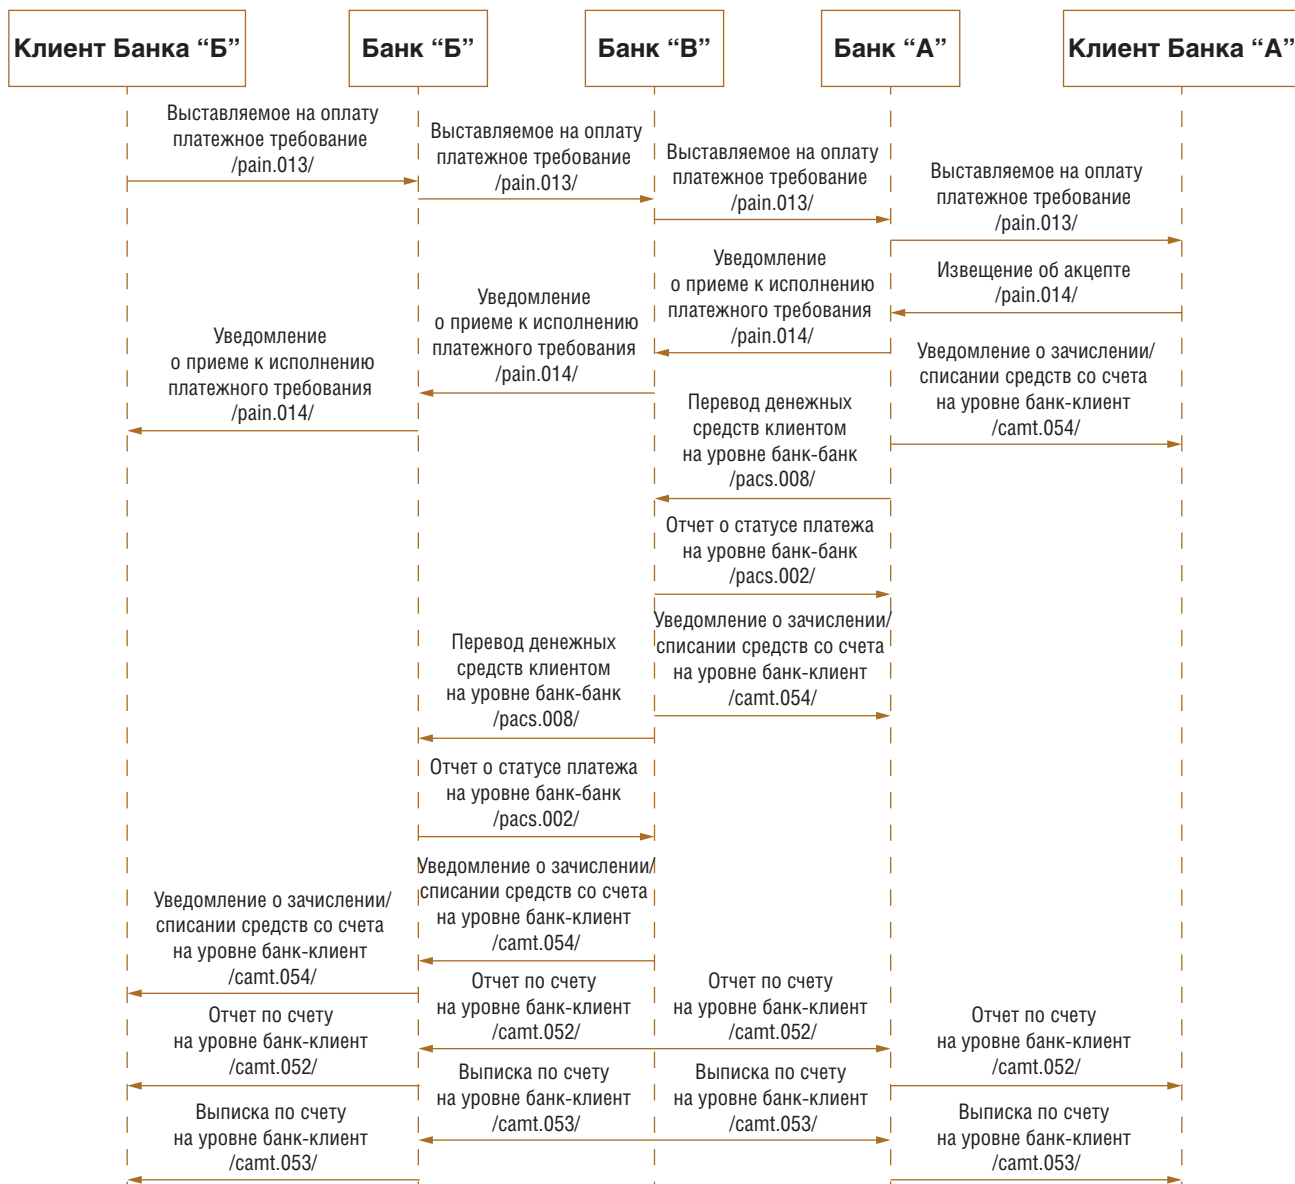 Клиент Банка “Б”
Банк “Б”
Банк “В”
Банк “А”
Клиент Банка “А”
Выставляемое на оплату
платежное требование
/pain.013/
Выставляемое на оплату
платежное требование
/pain.013/
Выставляемое на оплату
платежное требование
/pain.013/
Выставляемое на оплату
платежное требование
/pain.013/
Извещение об акцепте
/pain.014/
Уведомление
о приеме к исполнению
платежного требования
/pain.014/
Уведомление
о приеме к исполнению
платежного требования
/pain.014/
Уведомление
о приеме к исполнению
платежного требования
/pain.014/
Уведомление о зачислении/
списании средств со счета
на уровне банк-клиент
/camt.054/
Перевод денежных
средств клиентом
на уровне банк-банк
/pacs.008/
Отчет о статусе платежа
на уровне банк-банк
/pacs.002/
Уведомление о зачислении/
списании средств со счета
на уровне банк-клиент
/camt.054/
Перевод денежных
средств клиентом
на уровне банк-банк
/pacs.008/
Отчет о статусе платежа
на уровне банк-банк
/pacs.002/
Уведомление о зачислении/
списании средств со счета
на уровне банк-клиент
/camt.054/
Уведомление о зачислении/
списании средств со счета
на уровне банк-клиент
/camt.054/
Отчет по счету
на уровне банк-клиент
/camt.052/
Отчет по счету
на уровне банк-клиент
/camt.052/
Отчет по счету
на уровне банк-клиент
/camt.052/
Отчет по счету
на уровне банк-клиент
/camt.052/
Выписка по счету
на уровне банк-клиент
/camt.053/
Выписка по счету
на уровне банк-клиент
/camt.053/
Выписка по счету
на уровне банк-клиент
/camt.053/
Выписка по счету
на уровне банк-клиент
/camt.053/